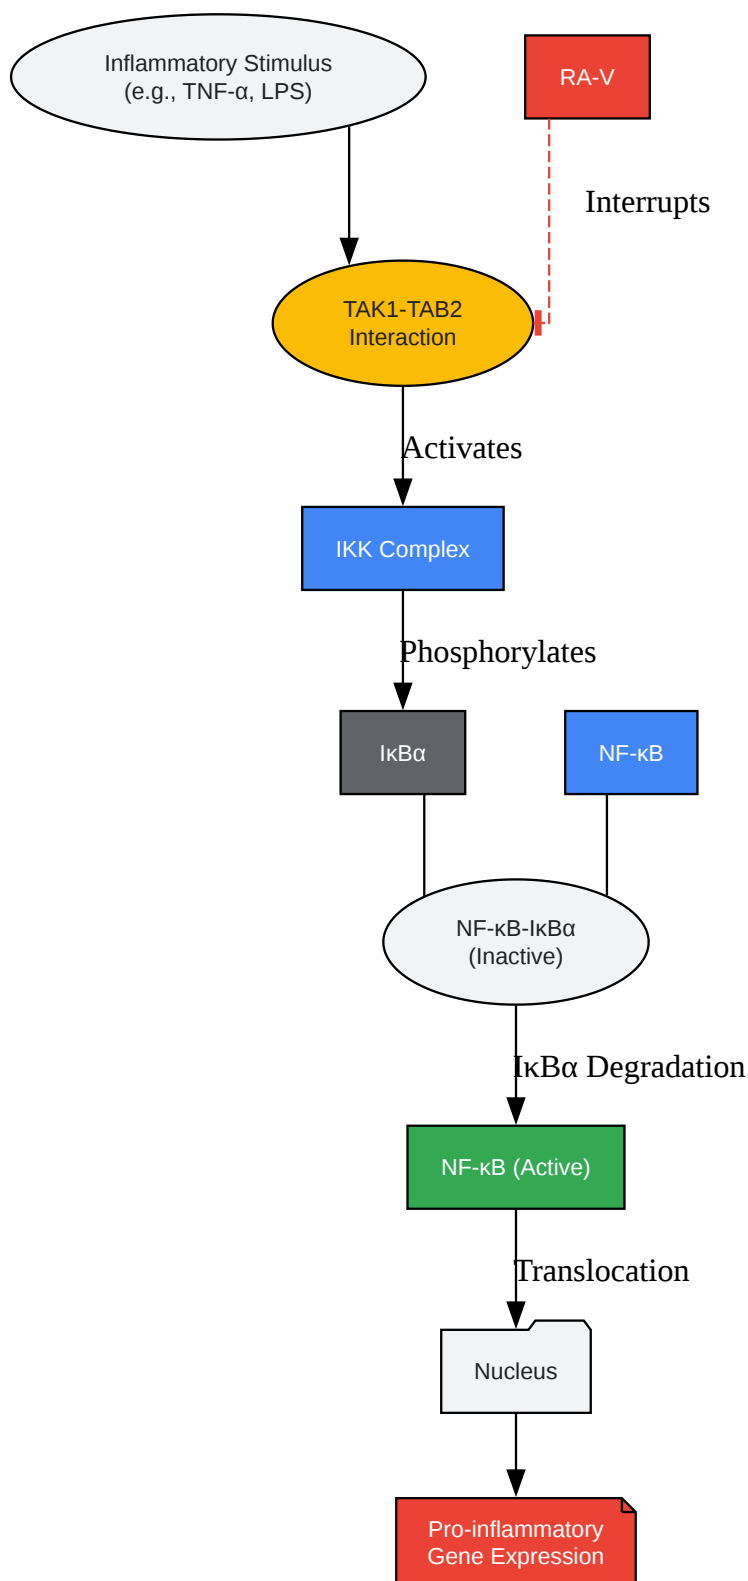 Inflammatory Stimulus
(e.g., TNF-α, LPS)
RA-V
Interrupts
TAK1-TAB2
Interaction
Activates
IKK Complex
Phosphorylates
IκBα
NF-κB
NF-κB-IκBα
(Inactive)
IκBα Degradation
NF-κB (Active)
Translocation
Nucleus
Pro-inflammatory
Gene Expression